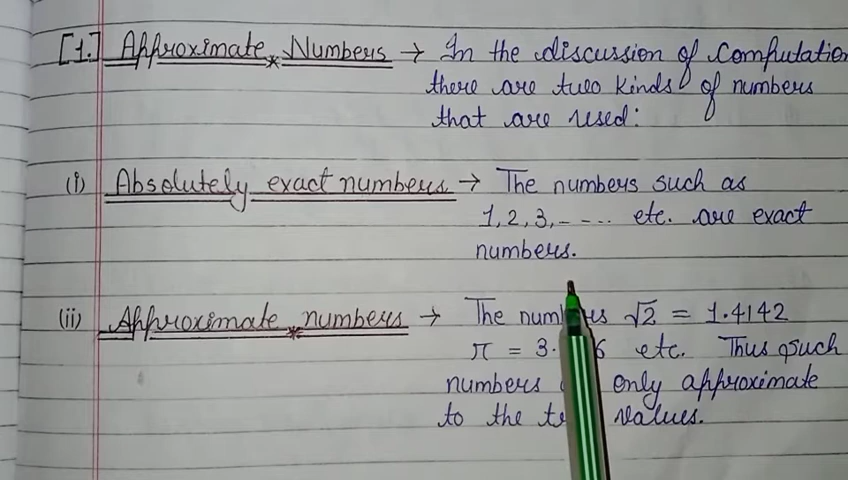 [1.] Approximate Numbers → In the discussion of Computation
there are two kinds of numbers
that are used:
(i) Absolutely exact numbers → The numbers such as
1, 2, 3, - - - . . etc. are exact
numbers.
(ii) Approximate numbers → The numbers √2 = 1.4142
π = 3. 6 etc. Thus such
numbers only approximate
to the values.